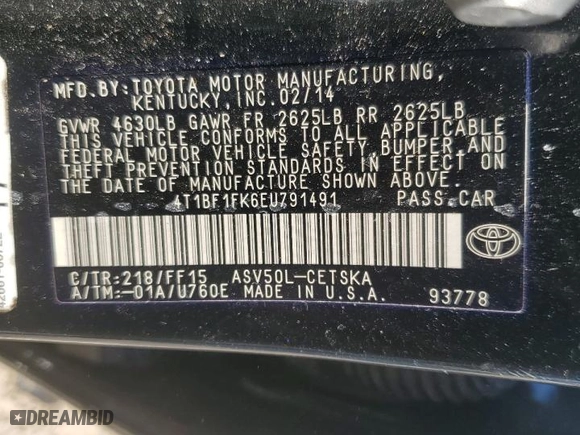 MFD.BY: TOYOTA MOTOR MANUFACTURING,
KENTUCKY, INC. 02/14
GVWR 4630LB GAWR FR 2625LB RR 2625LB
THIS VEHICLE CONFORMS TO ALL APPLICABLE
FEDERAL MOTOR VEHICLE SAFETY, BUMPER, AND
THEFT PREVENTION STANDARDS IN EFFECT ON
THE DATE OF MANUFACTURE SHOWN ABOVE.
4T1BF1FK6EU791491 PASS.CAR
C/TR:218/FF15 ASV50L-CETSKA
A/TM:-01A/U760E MADE IN U.S.A. 93778
DREAMBID